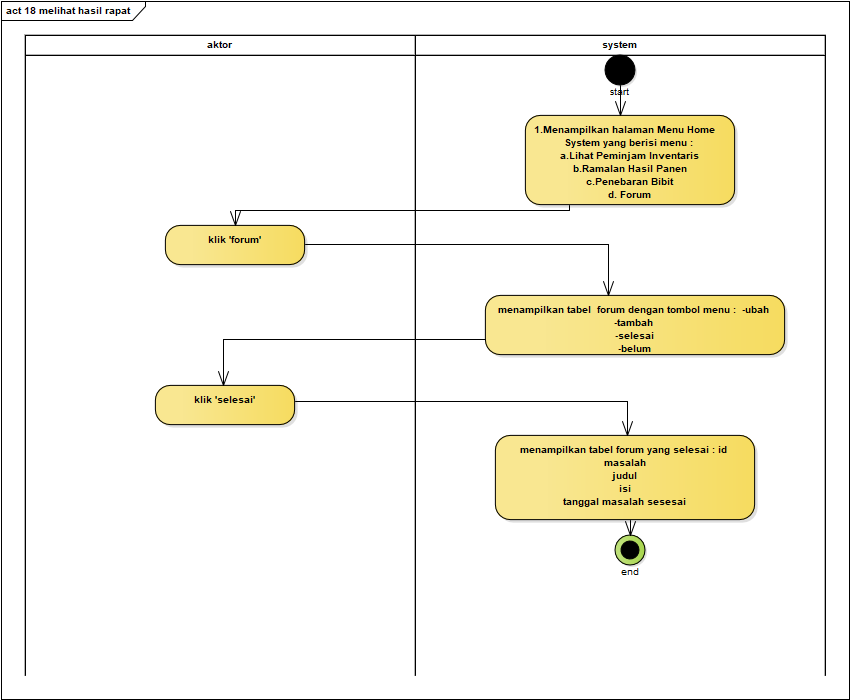 act 18 melihat hasil rapat
aktor
system
start
1.Menampilkan halaman Menu Home
System yang berisi menu :
a.Lihat Peminjam Inventaris
b.Ramalan Hasil Panen
c.Penebaran Bibit
d. Forum
klik 'forum'
menampilkan tabel  forum dengan tombol menu :  -ubah
-tambah
-selesai
-belum
klik 'selesai'
menampilkan tabel forum yang selesai : id
masalah
judul
isi
tanggal masalah sesesai
end